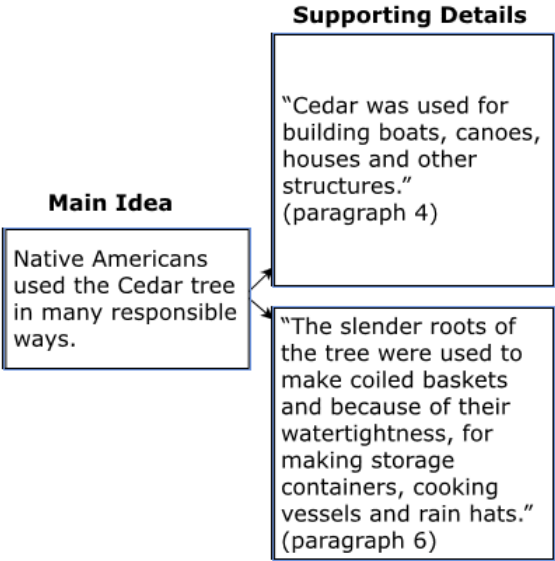 Supporting Details
“Cedar was used for
building boats, canoes,
houses and other
structures.”
(paragraph 4)
Main Idea
Native Americans
used the Cedar tree
in many responsible
ways.
“The slender roots of
the tree were used to
make coiled baskets
and because of their
watertightness, for
making storage
containers, cooking
vessels and rain hats.”
(paragraph 6)